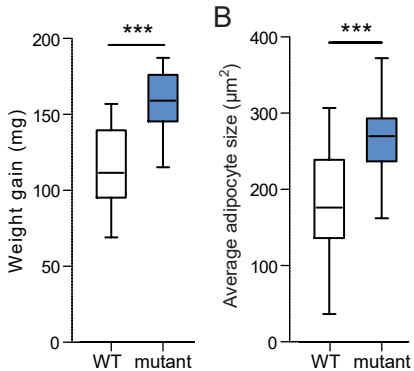 ***
Weight gain (mg)
200
150
100
50
0
WT mutant
B
***
Average adipocyte size (µm²)
400
300
200
100
0
WT mutant